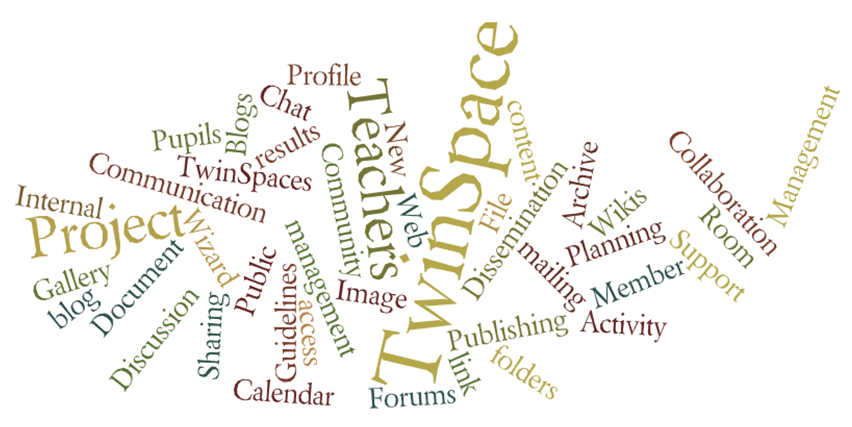 Profile
Chat
Blogs
Pupils
results
TwinSpaces
Communication
Internal
Project
Wizard
Gallery
blog
Document
Discussion
Sharing
Public
Guidelines
access
management
Calendar
Community
Teachers
New
Web
Image
TwinSpace
content
File
Dissemination
Archive
Wikis
Planning
mailing
Member
Activity
Publishing
link
folders
Forums
Collaboration
Room
Support
Management